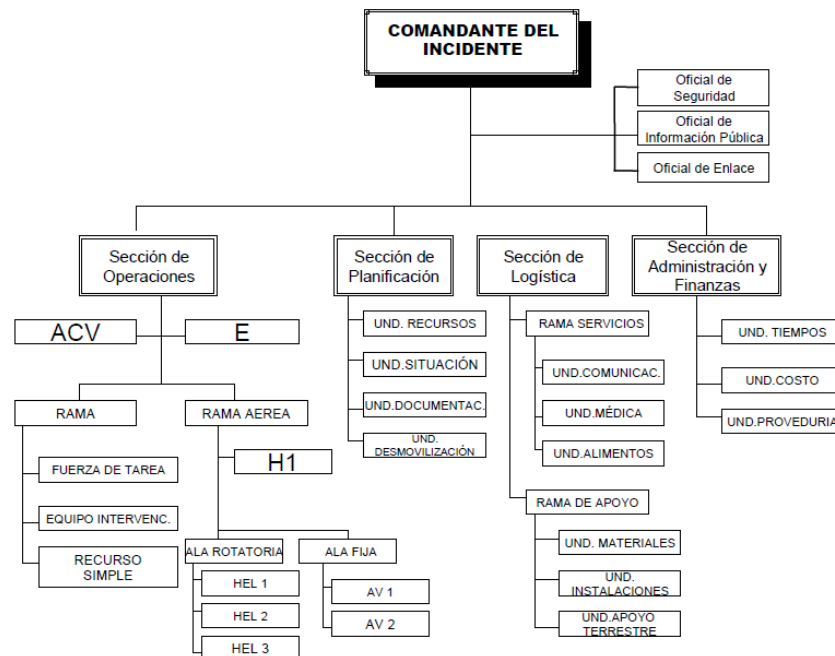 COMANDANTE DEL
INCIDENTE
Oficial de
Seguridad
Oficial de
Información Pública
Oficial de Enlace
Sección de
Operaciones
Sección de
Planificación
Sección de
Logística
Sección de
Administración y
Finanzas
ACV
E
RAMA
RAMA AEREA
FUERZA DE TAREA
EQUIPO INTERVENC.
RECURSO
SIMPLE
H1
ALA ROTATORIA
ALA FIJA
HEL 1
HEL 2
HEL 3
AV 1
AV 2
UND. RECURSOS
UND.SITUACIÓN
UND.DOCUMENTAC.
UND.
DESMOVILIZACIÓN
RAMA SERVICIOS
UND.COMUNICAC.
UND.MÉDICA
UND.ALIMENTOS
RAMA DE APOYO
UND. MATERIALES
UND.
INSTALACIONES
UND.APOYO
TERRESTRE
UND. TIEMPOS
UND.COSTO
UND.PROVEDURIA